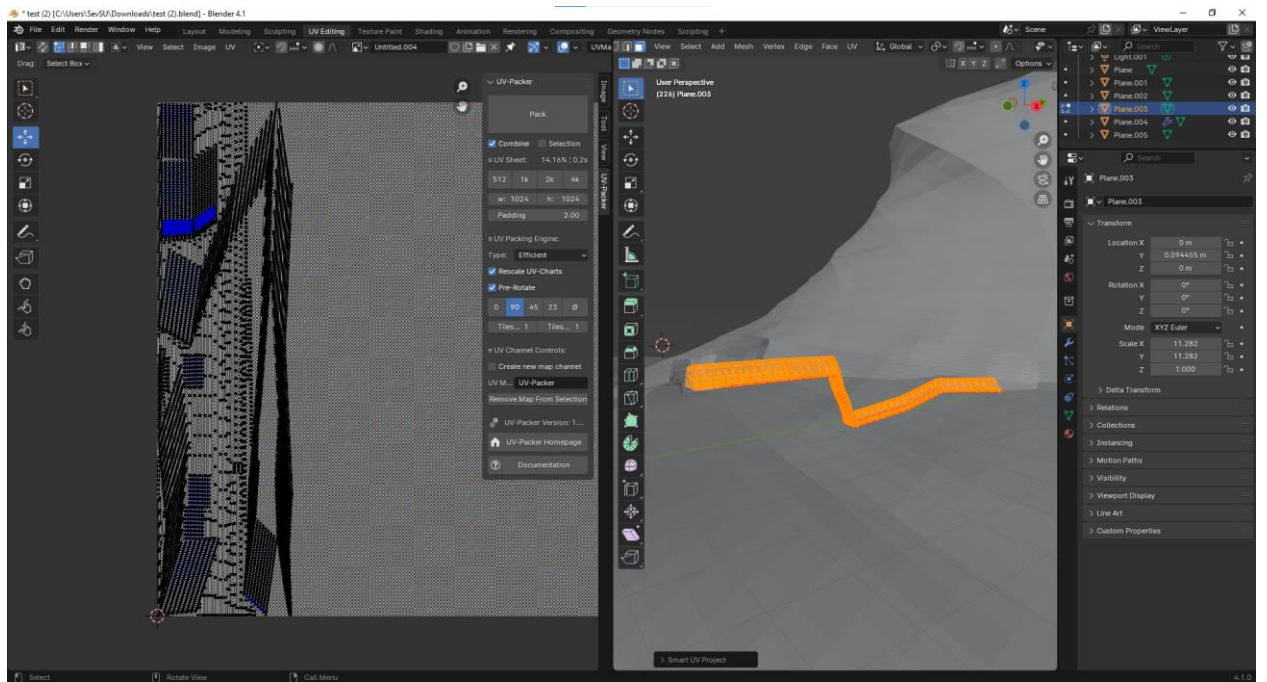 * test (2) [C:\Users\SevSU\Downloads\test (2).blend] - Blender 4.1
File Edit Render Window Help Layout Modeling Sculpting UV Editing Texture Paint Shading Animation Rendering Compositing Geometry Nodes Scripting + Scene ViewLayer
View Select Image UV Untitled.004 UVMa
View Select Add Mesh Vertex Edge Face UV Global
Search
Drag: Select Box
X Y Z Options
Light.001
Plane
Plane.001
Plane.002
Plane.003
Plane.004
Plane.005
UV-Packer
Pack
Combine Selection
≡ UV Sheet: 14.16% ¦ 0.2s
512 1k 2k 4k
w: 1024 h: 1024
Padding 2.00
≡ UV Packing Engine:
Type: Efficient
Rescale UV-Charts
Pre-Rotate
0 90 45 23 Ø
Tiles... 1 Tiles... 1
≡ UV Channel Controls:
Create new map channel
UV M... UV-Packer
Remove Map From Selection
UV-Packer Version: 1....
UV-Packer Homepage
Documentation
Image
Tool
View
UV-Packer
User Perspective
(226) Plane.003
Z
Smart UV Project
Search
Plane.003
Plane.003
Transform
Location X 0 m
Y 0.094455 m
Z 0 m
Rotation X 0°
Y 0°
Z 0°
Mode XYZ Euler
Scale X 11.282
Y 11.282
Z 1.000
Delta Transform
Relations
Collections
Instancing
Motion Paths
Visibility
Viewport Display
Line Art
Custom Properties
Select Rotate View Call Menu 4.1.0